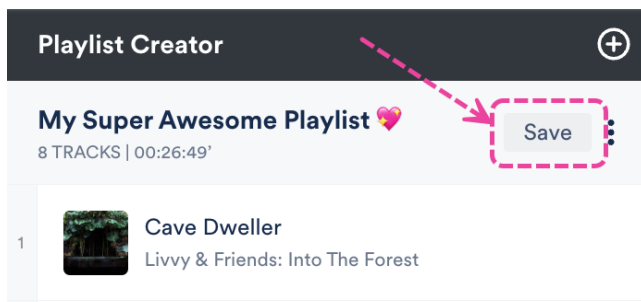 Playlist Creator
My Super Awesome Playlist 💖
Save
8 TRACKS | 00:26:49’
1
Cave Dweller
Livvy & Friends: Into The Forest